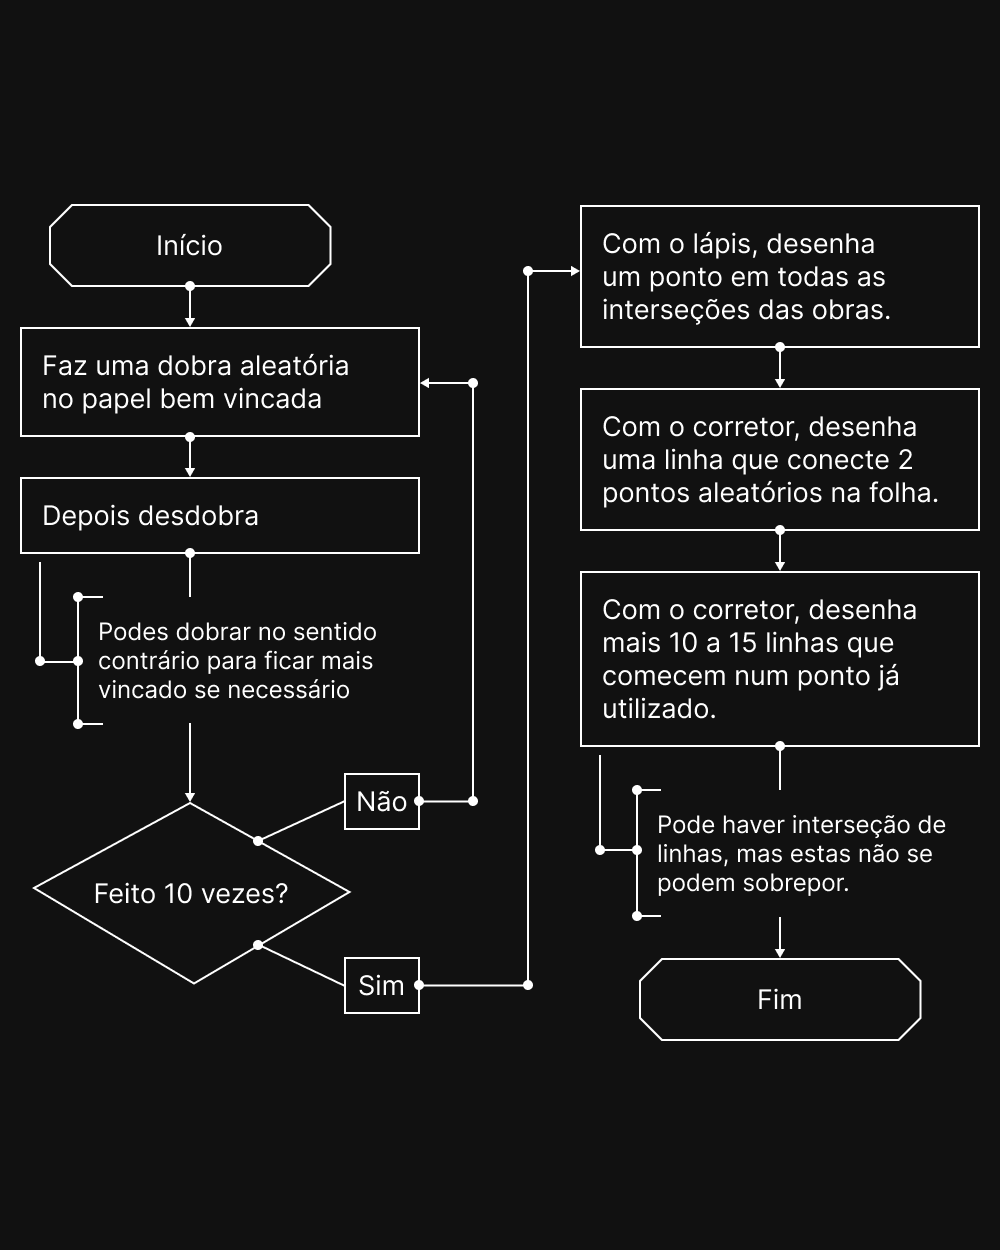 Início
Faz uma dobra aleatória
no papel bem vincada
Depois desdobra
Podes dobrar no sentido
contrário para ficar mais
vincado se necessário
Feito 10 vezes?
Não
Sim
Com o lápis, desenha
um ponto em todas as
interseções das obras.
Com o corretor, desenha
uma linha que conecte 2
pontos aleatórios na folha.
Com o corretor, desenha
mais 10 a 15 linhas que
comecem num ponto já
utilizado.
Pode haver interseção de
linhas, mas estas não se
podem sobrepor.
Fim